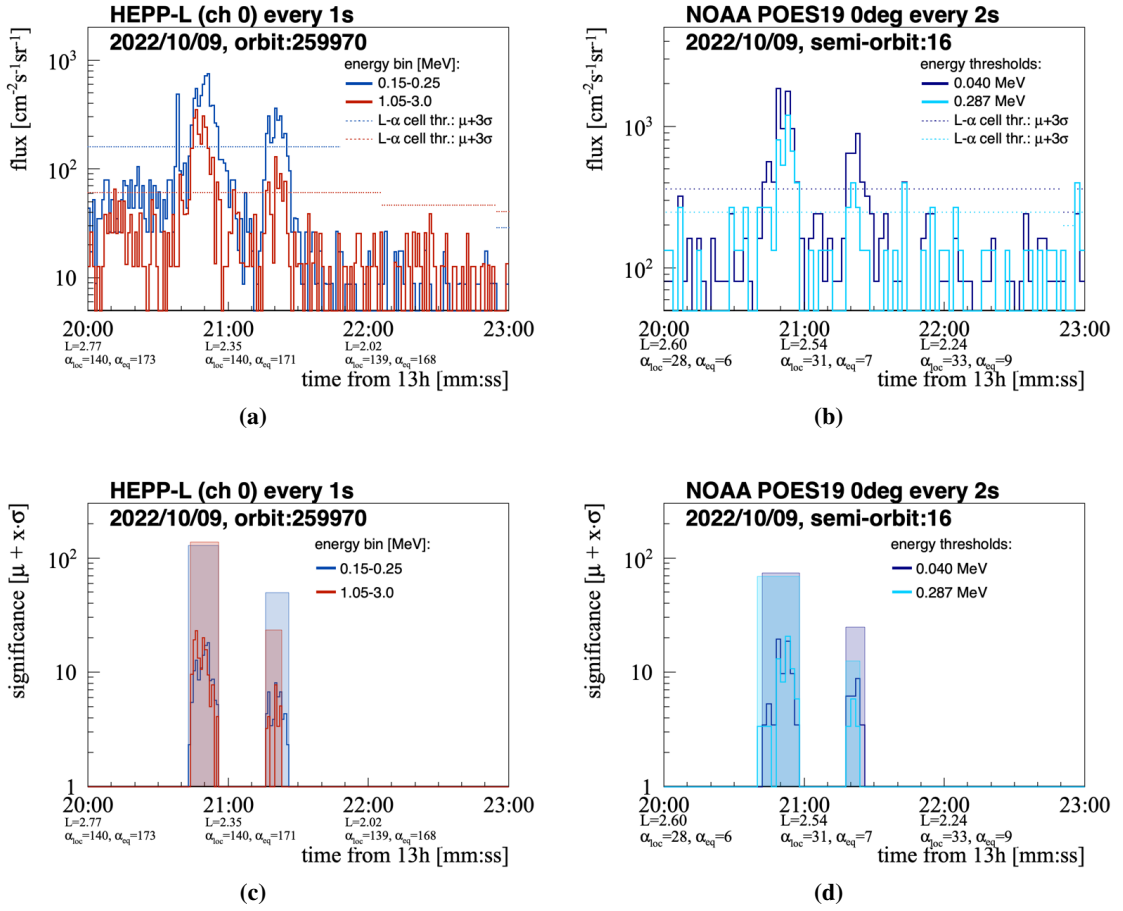 HEPP-L (ch 0) every 1s
2022/10/09, orbit:259970
energy bin [MeV]:
0.15-0.25
1.05-3.0
L-α cell thr.: μ+3σ
L-α cell thr.: μ+3σ
flux [cm⁻²s⁻¹sr⁻¹]
10³
10²
10
20:00
21:00
22:00
23:00
L=2.77
L=2.35
L=2.02
α_loc=140, α_eq=173
α_loc=140, α_eq=171
α_loc=139, α_eq=168
time from 13h [mm:ss]
(a)
NOAA POES19 0deg every 2s
2022/10/09, semi-orbit:16
energy thresholds:
0.040 MeV
0.287 MeV
L-α cell thr.: μ+3σ
L-α cell thr.: μ+3σ
flux [cm⁻²s⁻¹sr⁻¹]
10³
10²
20:00
21:00
22:00
23:00
L=2.60
L=2.54
L=2.24
α_loc=28, α_eq=6
α_loc=31, α_eq=7
α_loc=33, α_eq=9
time from 13h [mm:ss]
(b)
HEPP-L (ch 0) every 1s
2022/10/09, orbit:259970
energy bin [MeV]:
0.15-0.25
1.05-3.0
significance [μ + x·σ]
10²
10
1
20:00
21:00
22:00
23:00
L=2.77
L=2.35
L=2.02
α_loc=140, α_eq=173
α_loc=140, α_eq=171
α_loc=139, α_eq=168
time from 13h [mm:ss]
(c)
NOAA POES19 0deg every 2s
2022/10/09, semi-orbit:16
energy thresholds:
0.040 MeV
0.287 MeV
significance [μ + x·σ]
10²
10
1
20:00
21:00
22:00
23:00
L=2.60
L=2.54
L=2.24
α_loc=28, α_eq=6
α_loc=31, α_eq=7
α_loc=33, α_eq=9
time from 13h [mm:ss]
(d)